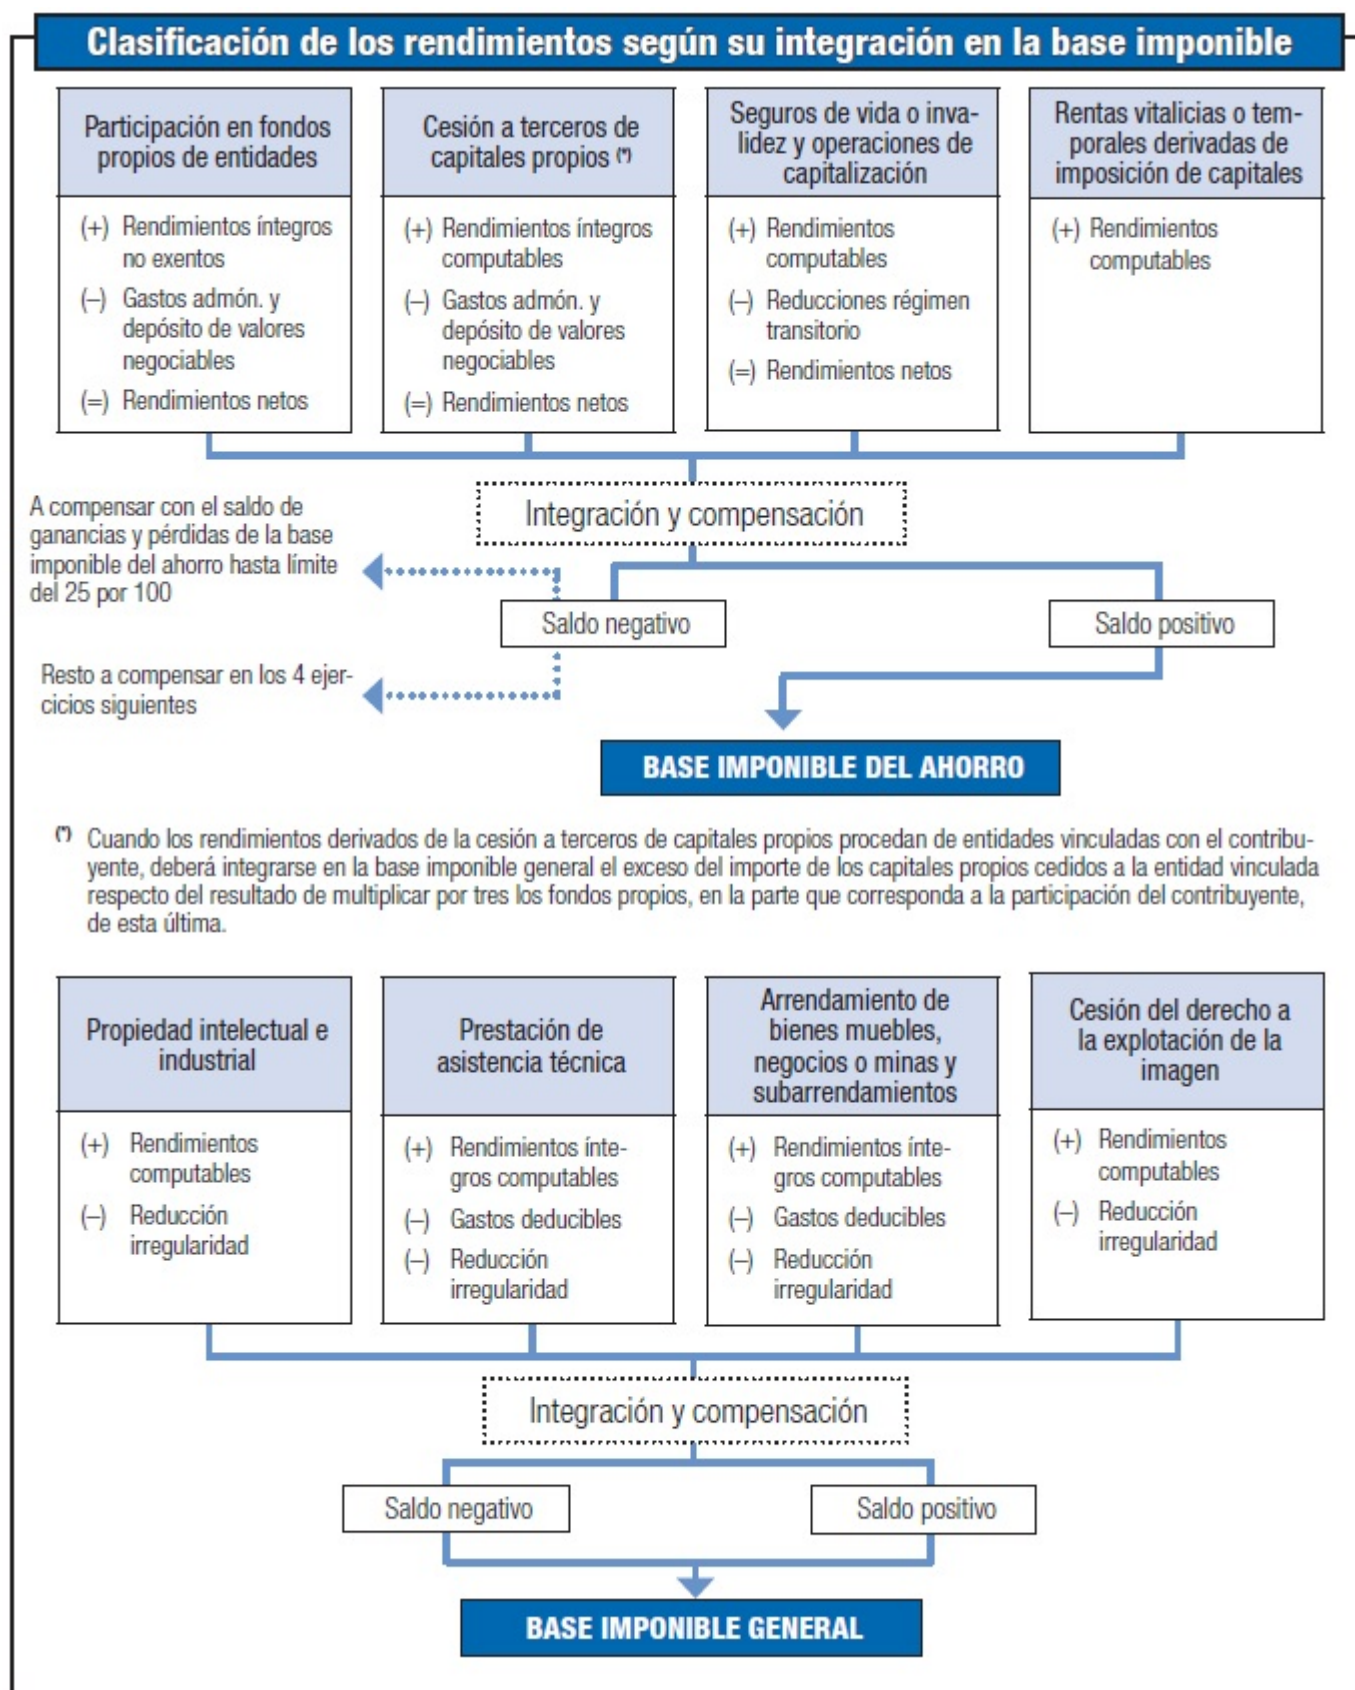 Clasificación de los rendimientos según su integración en la base imponible
Participación en fondos
propios de entidades
(+) Rendimientos íntegros
no exentos
(–) Gastos admón. y
depósito de valores
negociables
(=) Rendimientos netos
Cesión a terceros de
capitales propios (*)
(+) Rendimientos íntegros
computables
(–) Gastos admón. y
depósito de valores
negociables
(=) Rendimientos netos
Seguros de vida o inva-
lidez y operaciones de
capitalización
(+) Rendimientos
computables
(–) Reducciones régimen
transitorio
(=) Rendimientos netos
Rentas vitalicias o tem-
porales derivadas de
imposición de capitales
(+) Rendimientos
computables
Integración y compensación
A compensar con el saldo de
ganancias y pérdidas de la base
imponible del ahorro hasta límite
del 25 por 100
Saldo negativo
Saldo positivo
Resto a compensar en los 4 ejer-
cicios siguientes
BASE IMPONIBLE DEL AHORRO
(*) Cuando los rendimientos derivados de la cesión a terceros de capitales propios procedan de entidades vinculadas con el contribu-
yente, deberá integrarse en la base imponible general el exceso del importe de los capitales propios cedidos a la entidad vinculada
respecto del resultado de multiplicar por tres los fondos propios, en la parte que corresponda a la participación del contribuyente,
de esta última.
Propiedad intelectual e
industrial
(+) Rendimientos
computables
(–) Reducción
irregularidad
Prestación de
asistencia técnica
(+) Rendimientos ínte-
gros computables
(–) Gastos deducibles
(–) Reducción
irregularidad
Arrendamiento de
bienes muebles,
negocios o minas y
subarrendamientos
(+) Rendimientos ínte-
gros computables
(–) Gastos deducibles
(–) Reducción
irregularidad
Cesión del derecho a
la explotación de la
imagen
(+) Rendimientos
computables
(–) Reducción
irregularidad
Integración y compensación
Saldo negativo
Saldo positivo
BASE IMPONIBLE GENERAL